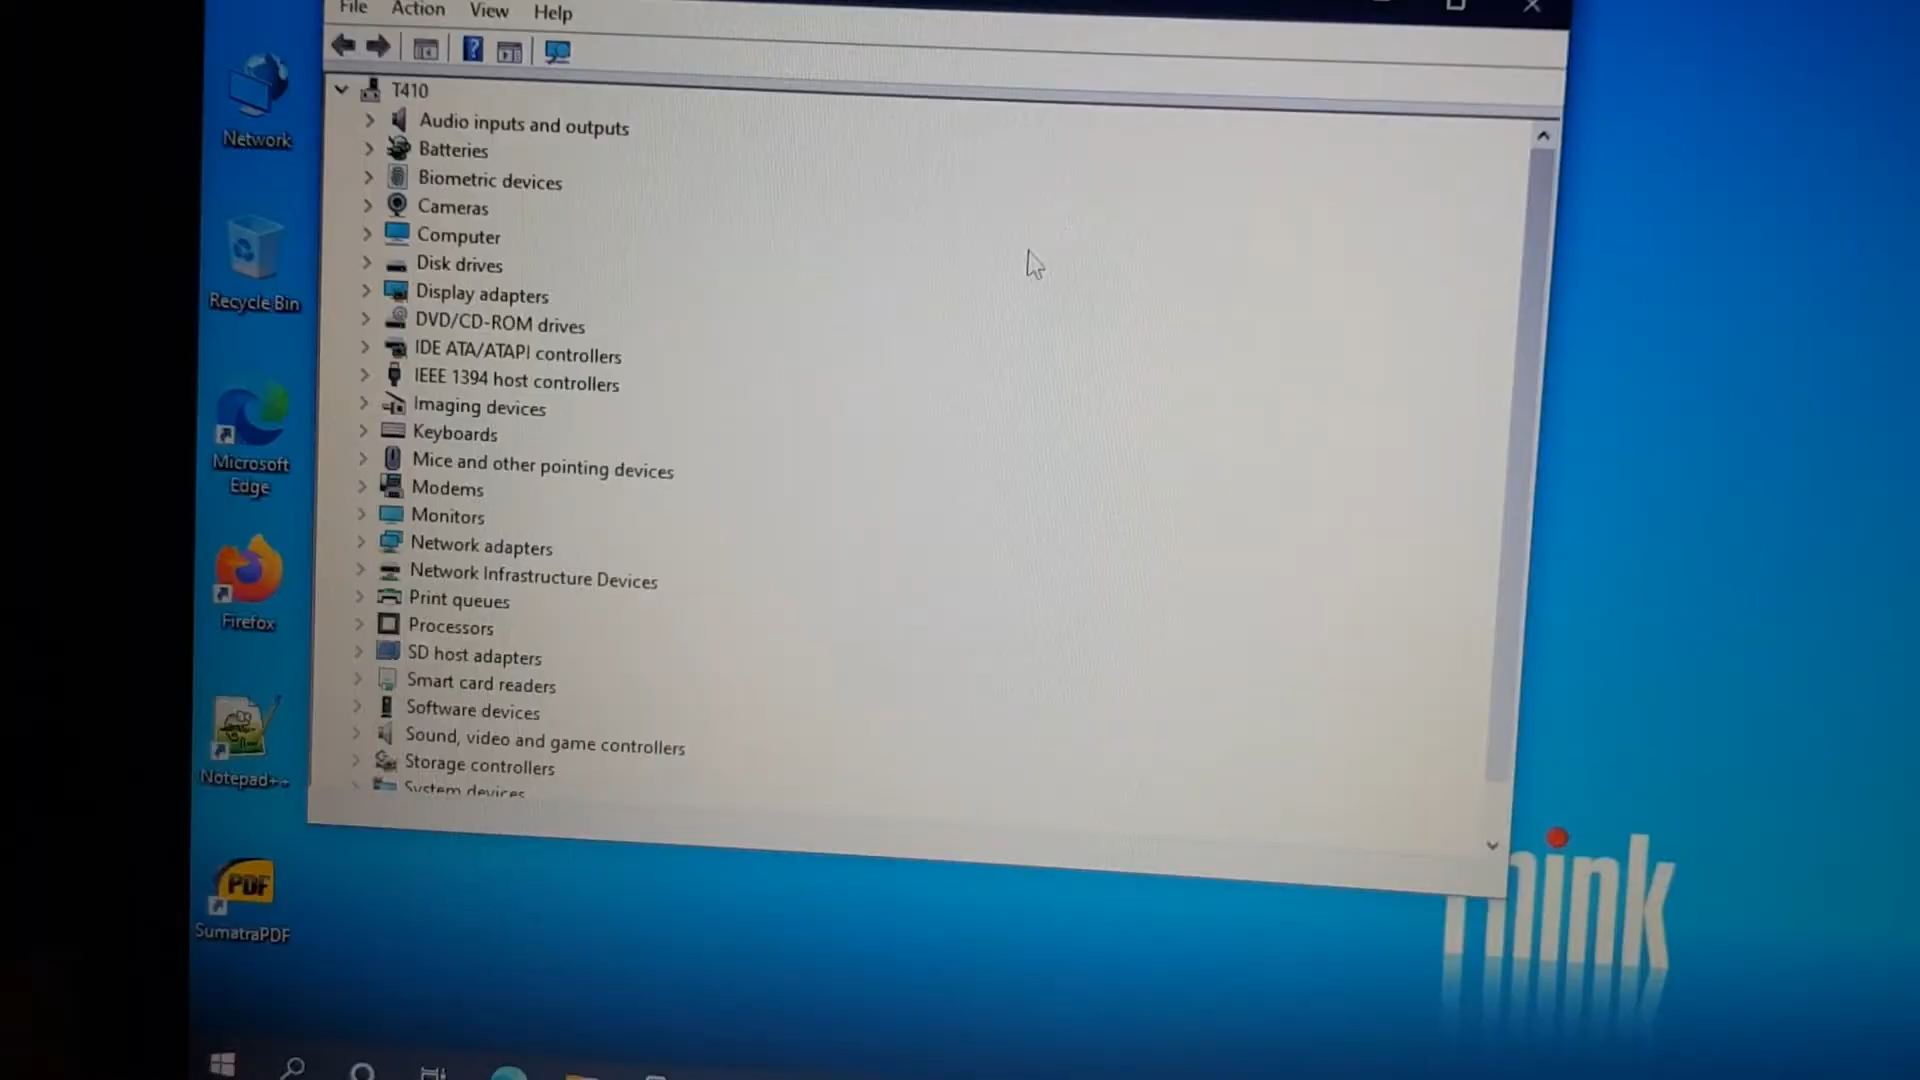 File Action View Help
T410
Audio inputs and outputs
Batteries
Biometric devices
Cameras
Computer
Disk drives
Display adapters
DVD/CD-ROM drives
IDE ATA/ATAPI controllers
IEEE 1394 host controllers
Imaging devices
Keyboards
Mice and other pointing devices
Modems
Monitors
Network adapters
Network Infrastructure Devices
Print queues
Processors
SD host adapters
Smart card readers
Software devices
Sound, video and game controllers
Storage controllers
System devices
Network
Recycle Bin
Microsoft
Edge
Firefox
Notepad++
PDF
SumatraPDF
Think